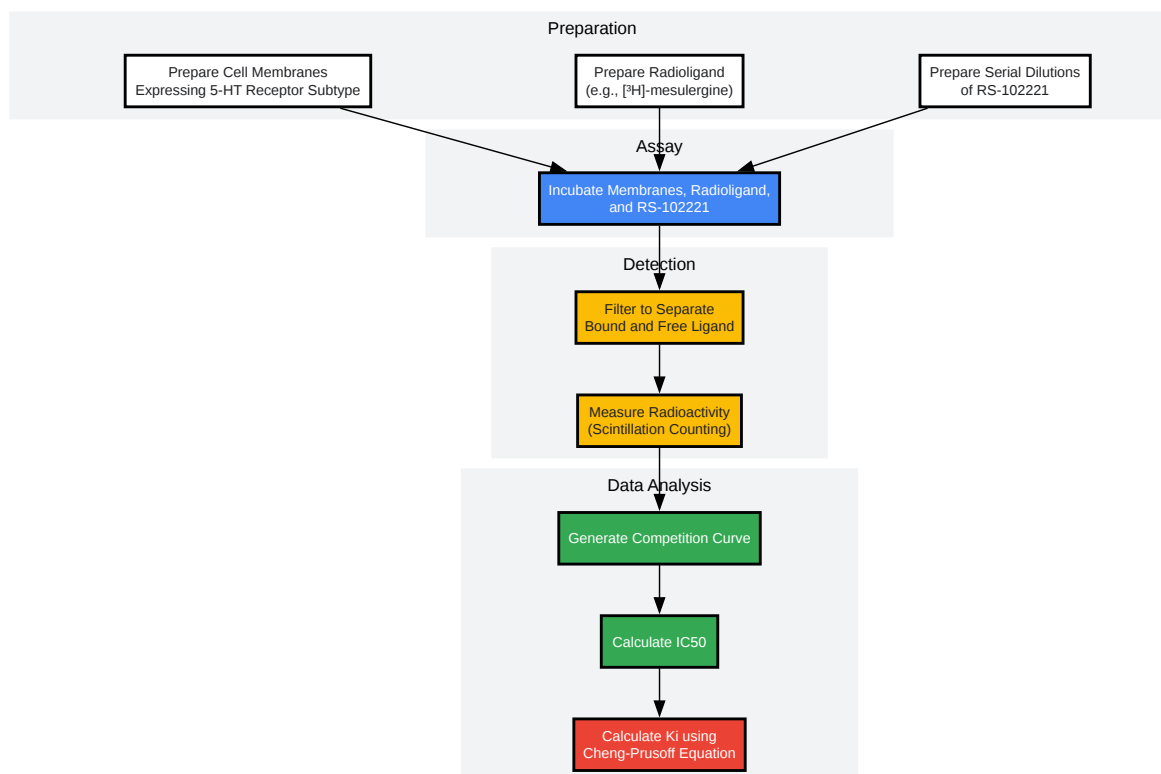 Preparation
Prepare Cell Membranes
Expressing 5-HT Receptor Subtype
Prepare Radioligand
(e.g., [³H]-mesulergine)
Prepare Serial Dilutions
of RS-102221
Assay
Incubate Membranes, Radioligand,
and RS-102221
Detection
Filter to Separate
Bound and Free Ligand
Measure Radioactivity
(Scintillation Counting)
Data Analysis
Generate Competition Curve
Calculate IC50
Calculate Ki using
Cheng-Prusoff Equation